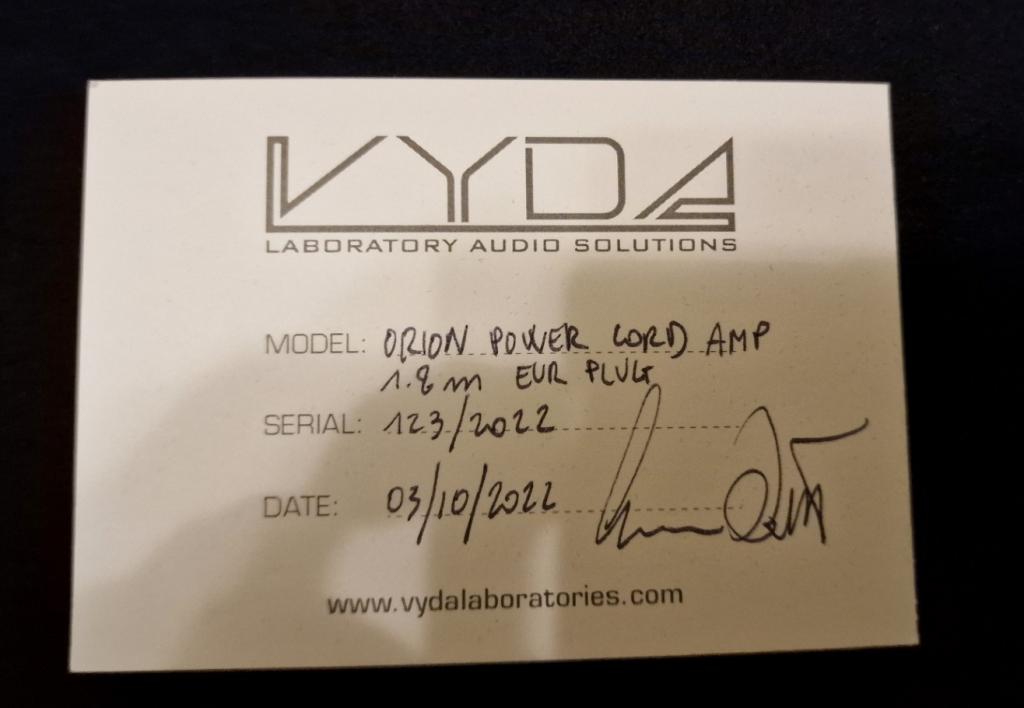 VYDA
LABORATORY AUDIO SOLUTIONS
MODEL: ORION POWER CORD AMP
1.8 m EUR PLUG
SERIAL: 123/2022
DATE: 03/10/2022
www.vydalaboratories.com